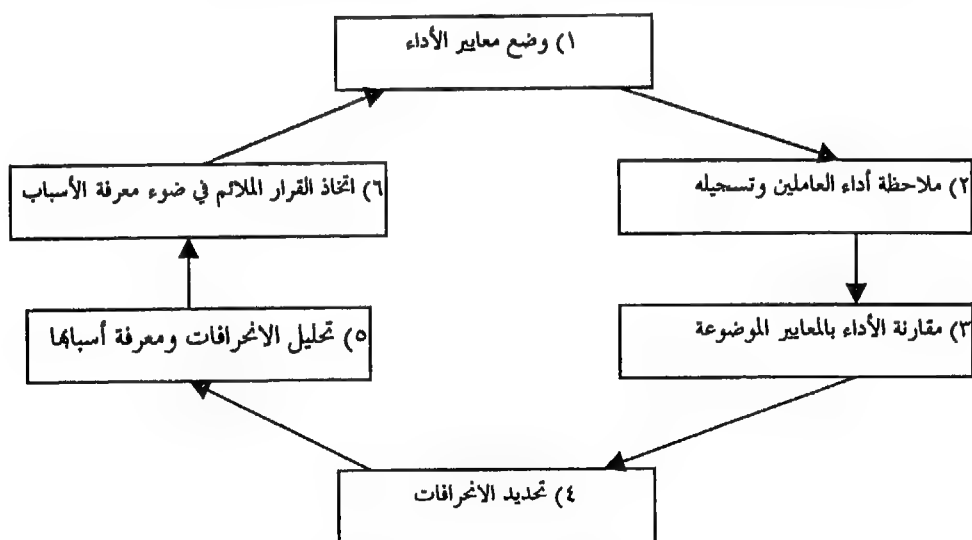 ١) وضع معايير الأداء
٢) ملاحظة أداء العاملين وتسجيله
٣) مقارنة الأداء بالمعايير الموضوعة
٤) تحديد الانحرافات
٥) تحليل الانحرافات ومعرفة أسبابها
٦) اتخاذ القرار الملائم في ضوء معرفة الأسباب